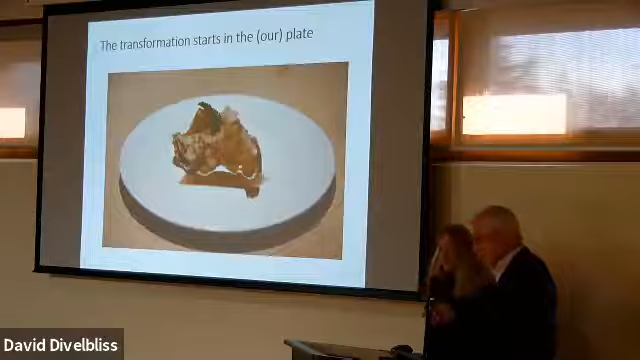 The transformation starts in the (our) plate
David Divelbliss